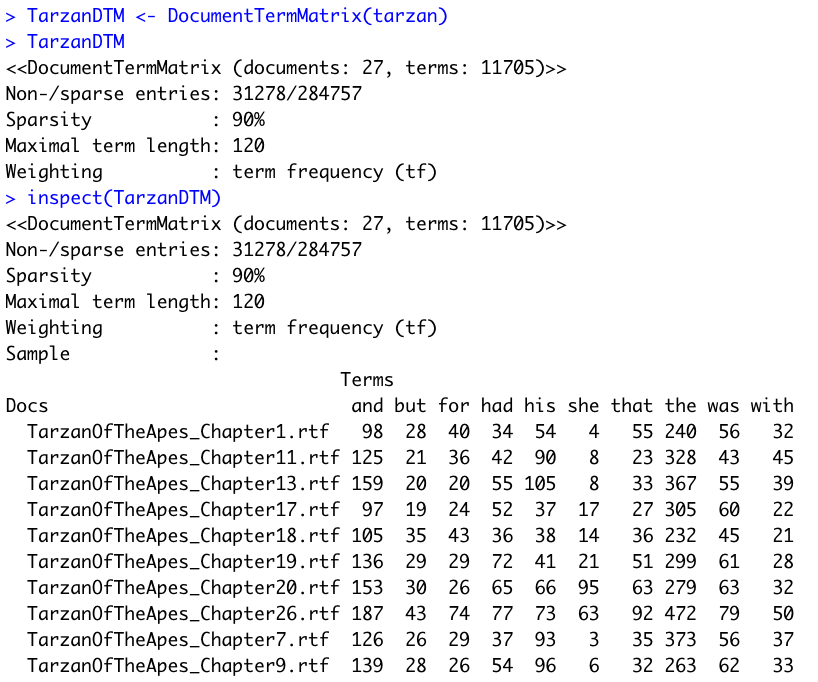 > TarzanDTM <- DocumentTermMatrix(tarzan)
> TarzanDTM
<<DocumentTermMatrix (documents: 27, terms: 11705)>>
Non-/sparse entries: 31278/284757
Sparsity           : 90%
Maximal term length: 120
Weighting          : term frequency (tf)
> inspect(TarzanDTM)
<<DocumentTermMatrix (documents: 27, terms: 11705)>>
Non-/sparse entries: 31278/284757
Sparsity           : 90%
Maximal term length: 120
Weighting          : term frequency (tf)
Sample             :
                               Terms
Docs                            and but for had his she that the was with
  TarzanOfTheApes_Chapter1.rtf   98  28  40  34  54   4   55 240  56   32
  TarzanOfTheApes_Chapter11.rtf 125  21  36  42  90   8   23 328  43   45
  TarzanOfTheApes_Chapter13.rtf 159  20  20  55 105   8   33 367  55   39
  TarzanOfTheApes_Chapter17.rtf  97  19  24  52  37  17   27 305  60   22
  TarzanOfTheApes_Chapter18.rtf 105  35  43  36  38  14   36 232  45   21
  TarzanOfTheApes_Chapter19.rtf 136  29  29  72  41  21   51 299  61   28
  TarzanOfTheApes_Chapter20.rtf 153  30  26  65  66  95   63 279  63   32
  TarzanOfTheApes_Chapter26.rtf 187  43  74  77  73  63   92 472  79   50
  TarzanOfTheApes_Chapter7.rtf  126  26  29  37  93   3   35 373  56   37
  TarzanOfTheApes_Chapter9.rtf  139  28  26  54  96   6   32 263  62   33